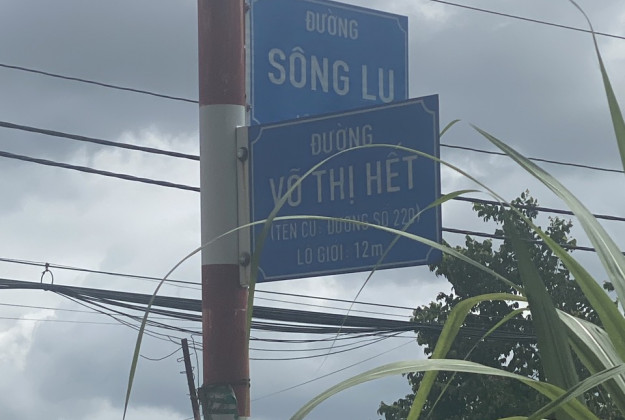 ĐƯỜNG
SÔNG LU
ĐƯỜNG
VÕ THỊ HẾT
(TÊN CŨ: ĐƯỜNG SỐ 220)
LỘ GIỚI: 12m